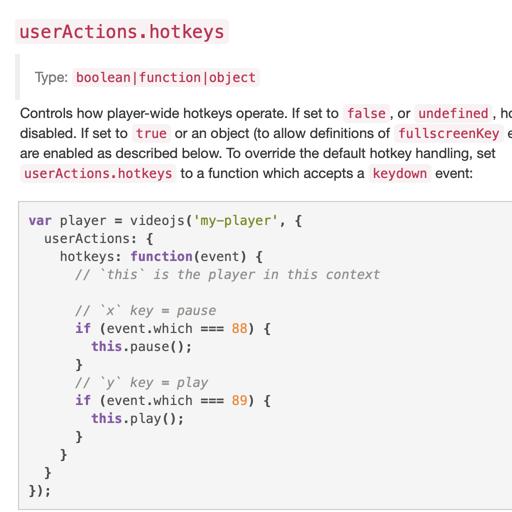 userActions.hotkeys
Type: boolean|function|object
Controls how player-wide hotkeys operate. If set to false , or undefined ,
disabled. If set to true or an object (to allow definitions of fullscreenKey
are enabled as described below. To override the default hotkey handling, set
userActions.hotkeys to a function which accepts a keydown event:
var player = videojs('my-player', {
  userActions: {
    hotkeys: function(event) {
      // `this` is the player in this context

      // `x` key = pause
      if (event.which === 88) {
        this.pause();
      }
      // `y` key = play
      if (event.which === 89) {
        this.play();
      }
    }
  }
});